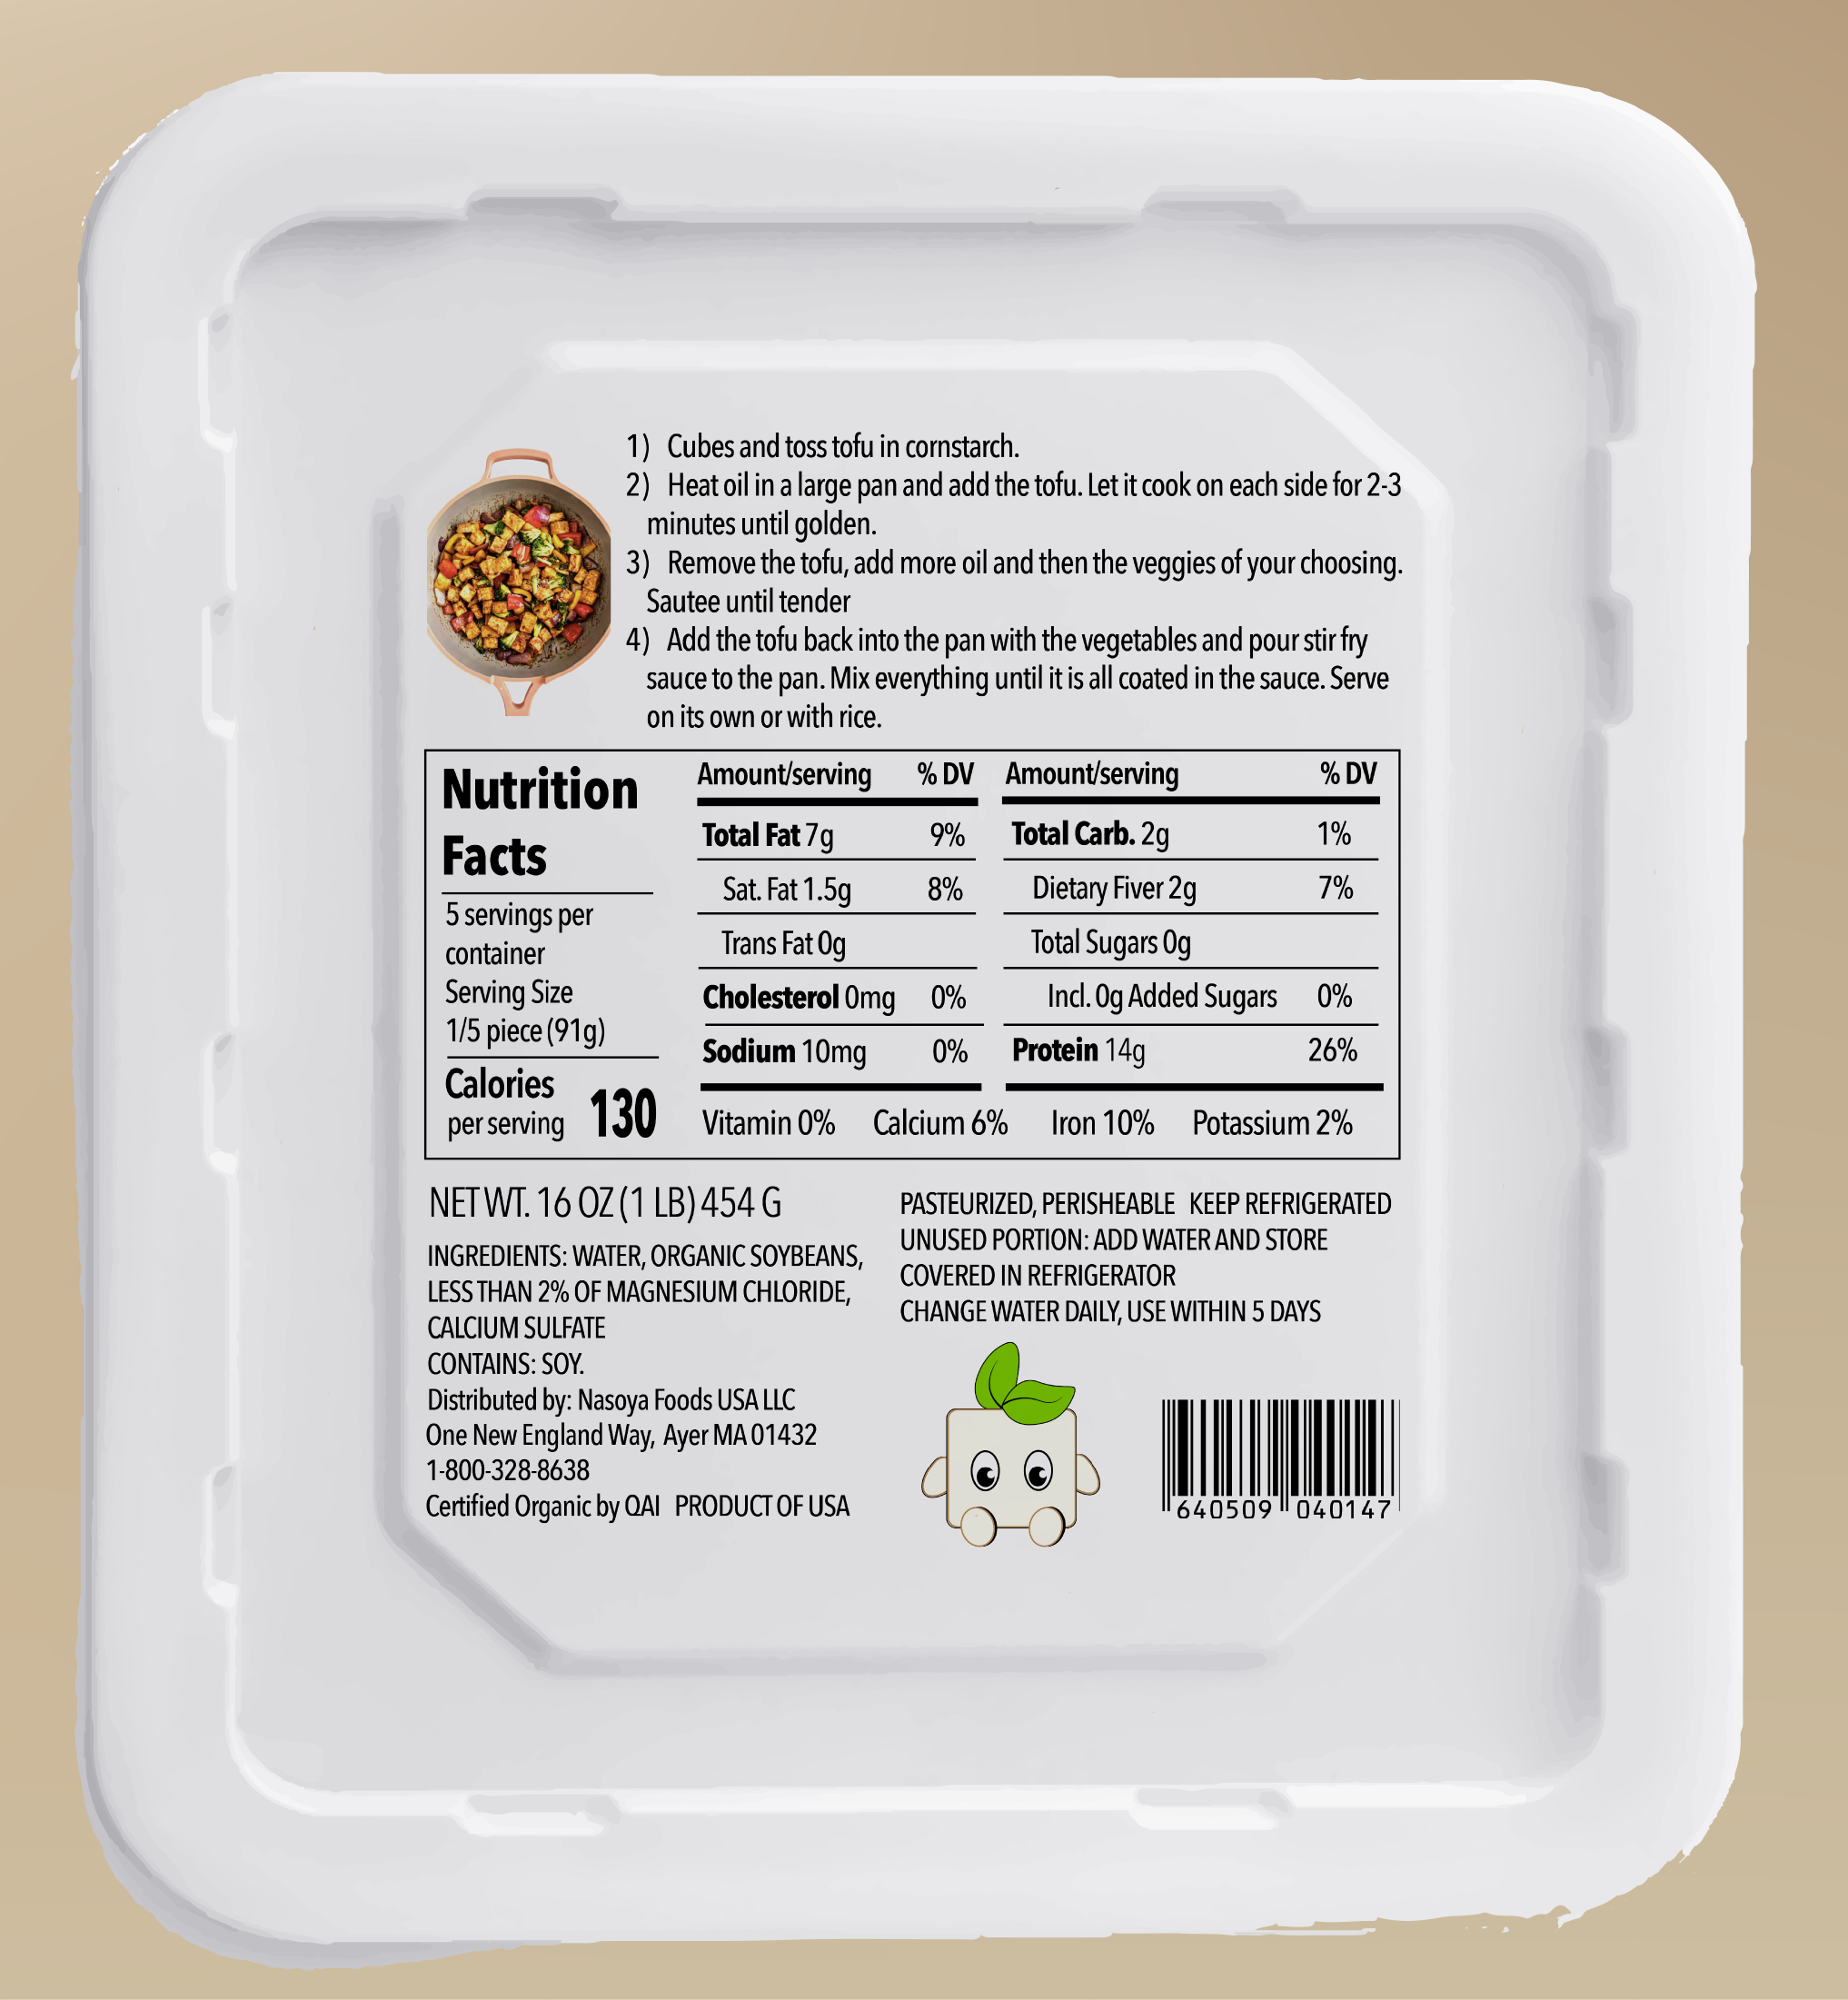 1) Cubes and toss tofu in cornstarch.
2) Heat oil in a large pan and add the tofu. Let it cook on each side for 2-3
minutes until golden.
3) Remove the tofu, add more oil and then the veggies of your choosing.
Sautee until tender
4) Add the tofu back into the pan with the vegetables and pour stir fry
sauce to the pan. Mix everything until it is all coated in the sauce. Serve
on its own or with rice.
Nutrition
Facts
5 servings per
container
Serving Size
1/5 piece (91g)
Calories
per serving 130
Amount/serving % DV
Total Fat 7g 9%
Sat. Fat 1.5g 8%
Trans Fat 0g
Cholesterol 0mg 0%
Sodium 10mg 0%
Amount/serving % DV
Total Carb. 2g 1%
Dietary Fiver 2g 7%
Total Sugars 0g
Incl. 0g Added Sugars 0%
Protein 14g 26%
Vitamin 0% Calcium 6% Iron 10% Potassium 2%
NET WT. 16 OZ (1 LB) 454 G
INGREDIENTS: WATER, ORGANIC SOYBEANS,
LESS THAN 2% OF MAGNESIUM CHLORIDE,
CALCIUM SULFATE
CONTAINS: SOY.
Distributed by: Nasoya Foods USA LLC
One New England Way, Ayer MA 01432
1-800-328-8638
Certified Organic by QAI PRODUCT OF USA
PASTEURIZED, PERISHEABLE KEEP REFRIGERATED
UNUSED PORTION: ADD WATER AND STORE
COVERED IN REFRIGERATOR
CHANGE WATER DAILY, USE WITHIN 5 DAYS
640509 040147